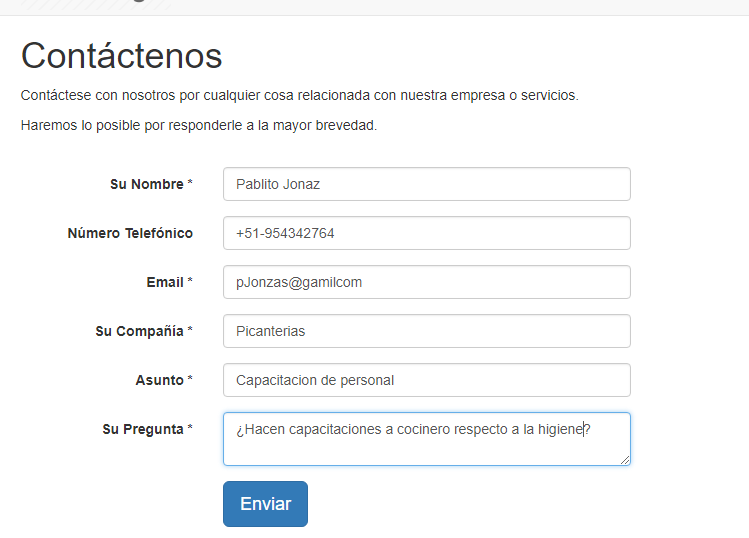 Contáctenos
Contáctese con nosotros por cualquier cosa relacionada con nuestra empresa o servicios.
Haremos lo posible por responderle a la mayor brevedad.
Su Nombre * Pablito Jonaz
Número Telefónico +51-954342764
Email * pJonzas@gamilcom
Su Compañía * Picanterias
Asunto * Capacitacion de personal
Su Pregunta * ¿Hacen capacitaciones a cocinero respecto a la higiene?
Enviar